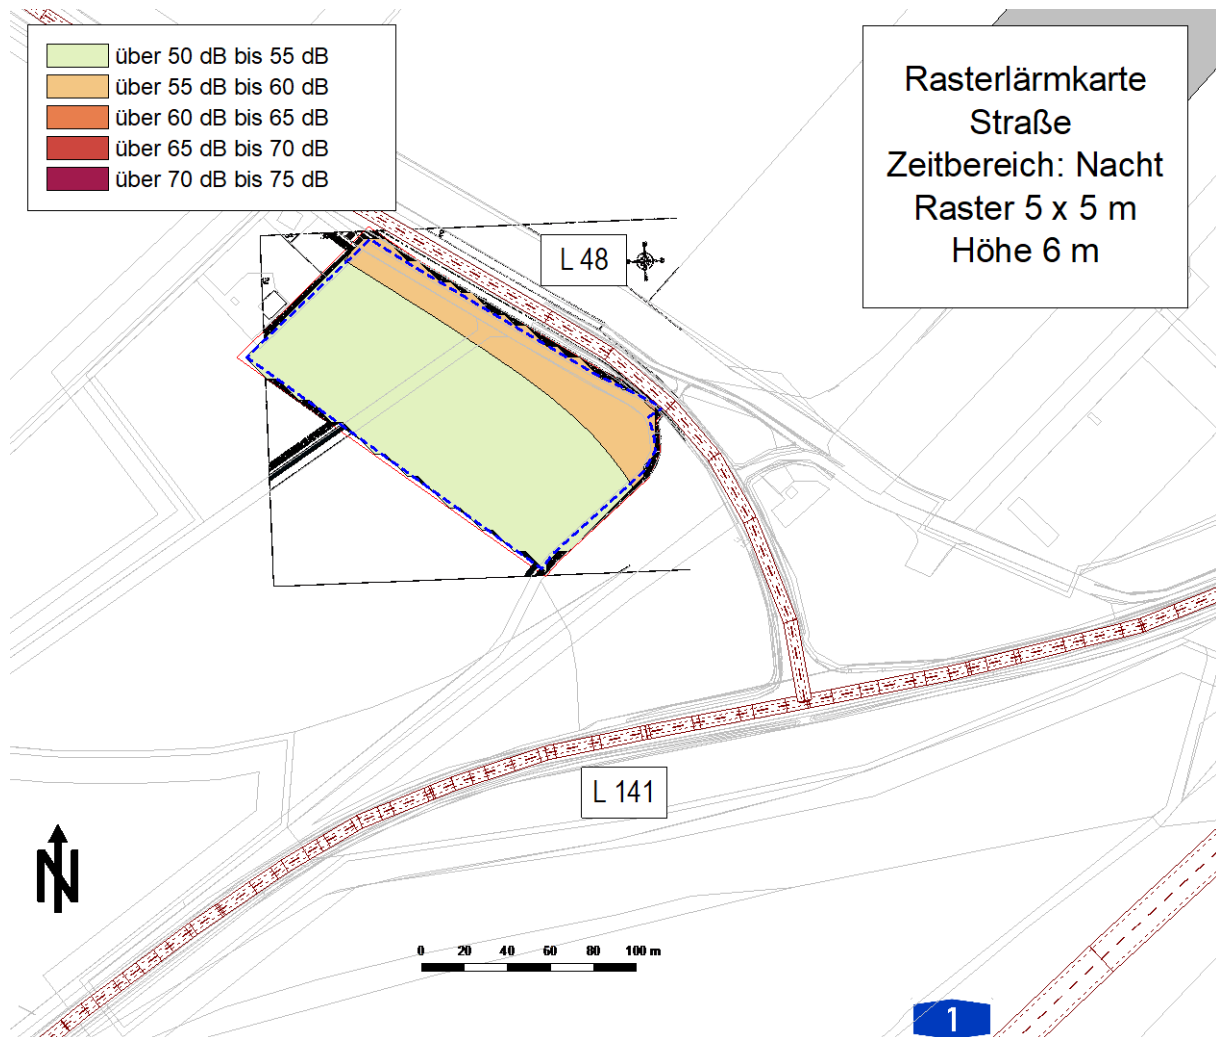 über 50 dB bis 55 dB
über 55 dB bis 60 dB
über 60 dB bis 65 dB
über 65 dB bis 70 dB
über 70 dB bis 75 dB
Rasterlärmkarte
Straße
Zeitbereich: Nacht
Raster 5 x 5 m
Höhe 6 m
L 48
L 141
N
0 20 40 60 80 100 m
1